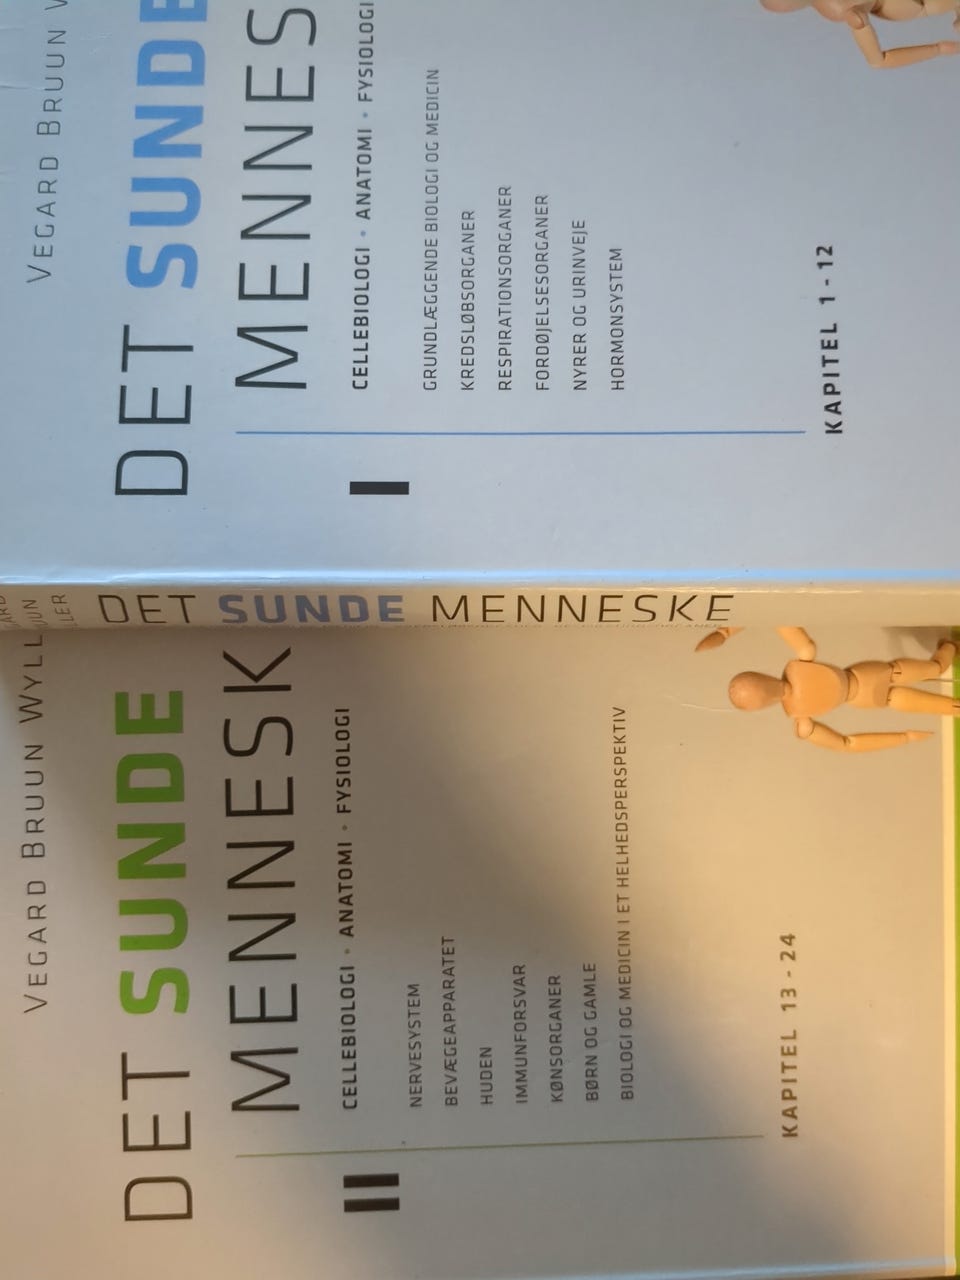 VEGARD BRUUN
DET SUNDE
MENNES
CELLEBIOLOGI • ANATOMI • FYSIOLOGI
GRUNDLÆGGENDE BIOLOGI OG MEDICIN
KREDSLØBSORGANER
RESPIRATIONSORGANER
FORDØJELSESORGANER
NYRER OG URINVEJE
HORMONSYSTEM
I
KAPITEL 1 - 12
DET SUNDE MENNESKE
VEGARD BRUUN WYLL
DET SUNDE
MENNESK
CELLEBIOLOGI • ANATOMI • FYSIOLOGI
NERVESYSTEM
BEVÆGEAPPARATET
HUDEN
IMMUNFORSVAR
KØNSORGANER
BØRN OG GAMLE
BIOLOGI OG MEDICIN I ET HELHEDSPERSPEKTIV
II
KAPITEL 13 - 24